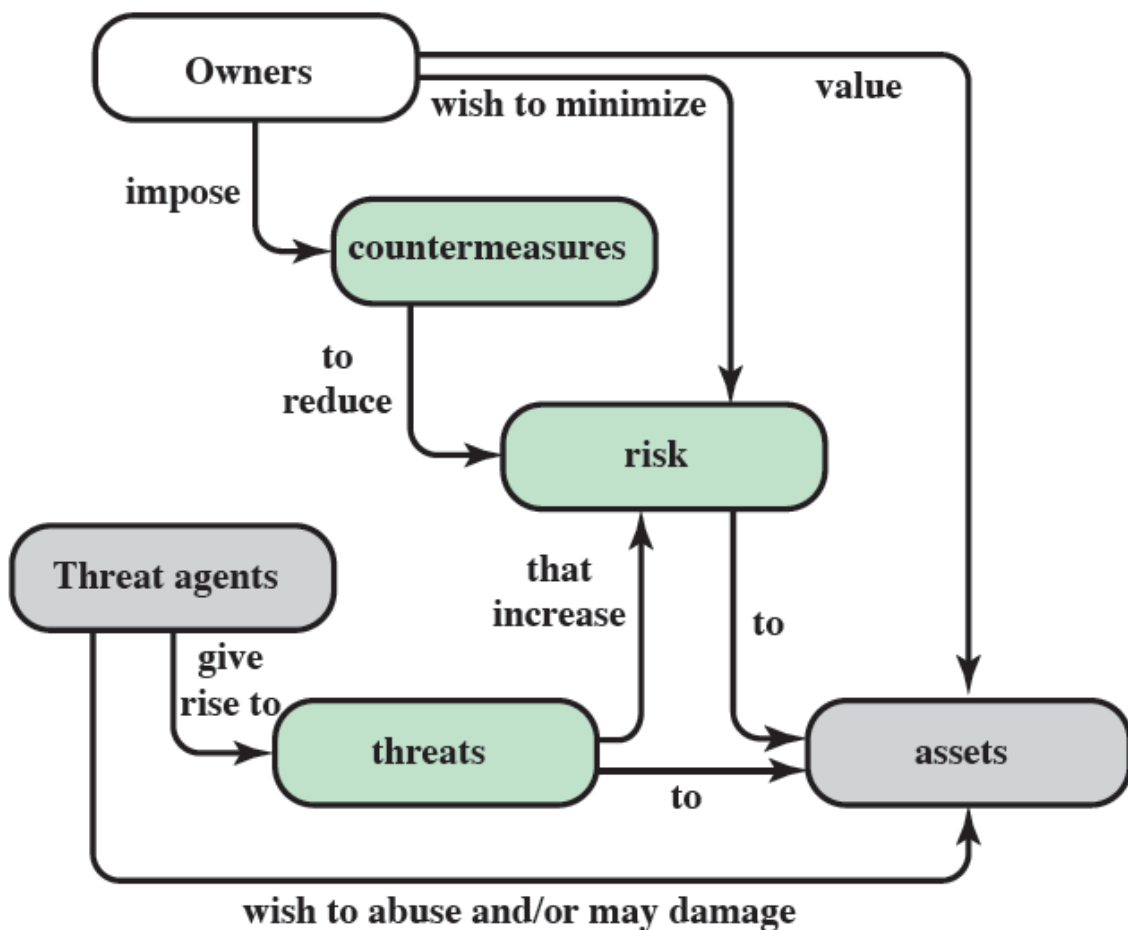 Owners
value
wish to minimize
impose
countermeasures
to
reduce
risk
Threat agents
that
increase
to
give
rise to
threats
assets
to
wish to abuse and/or may damage